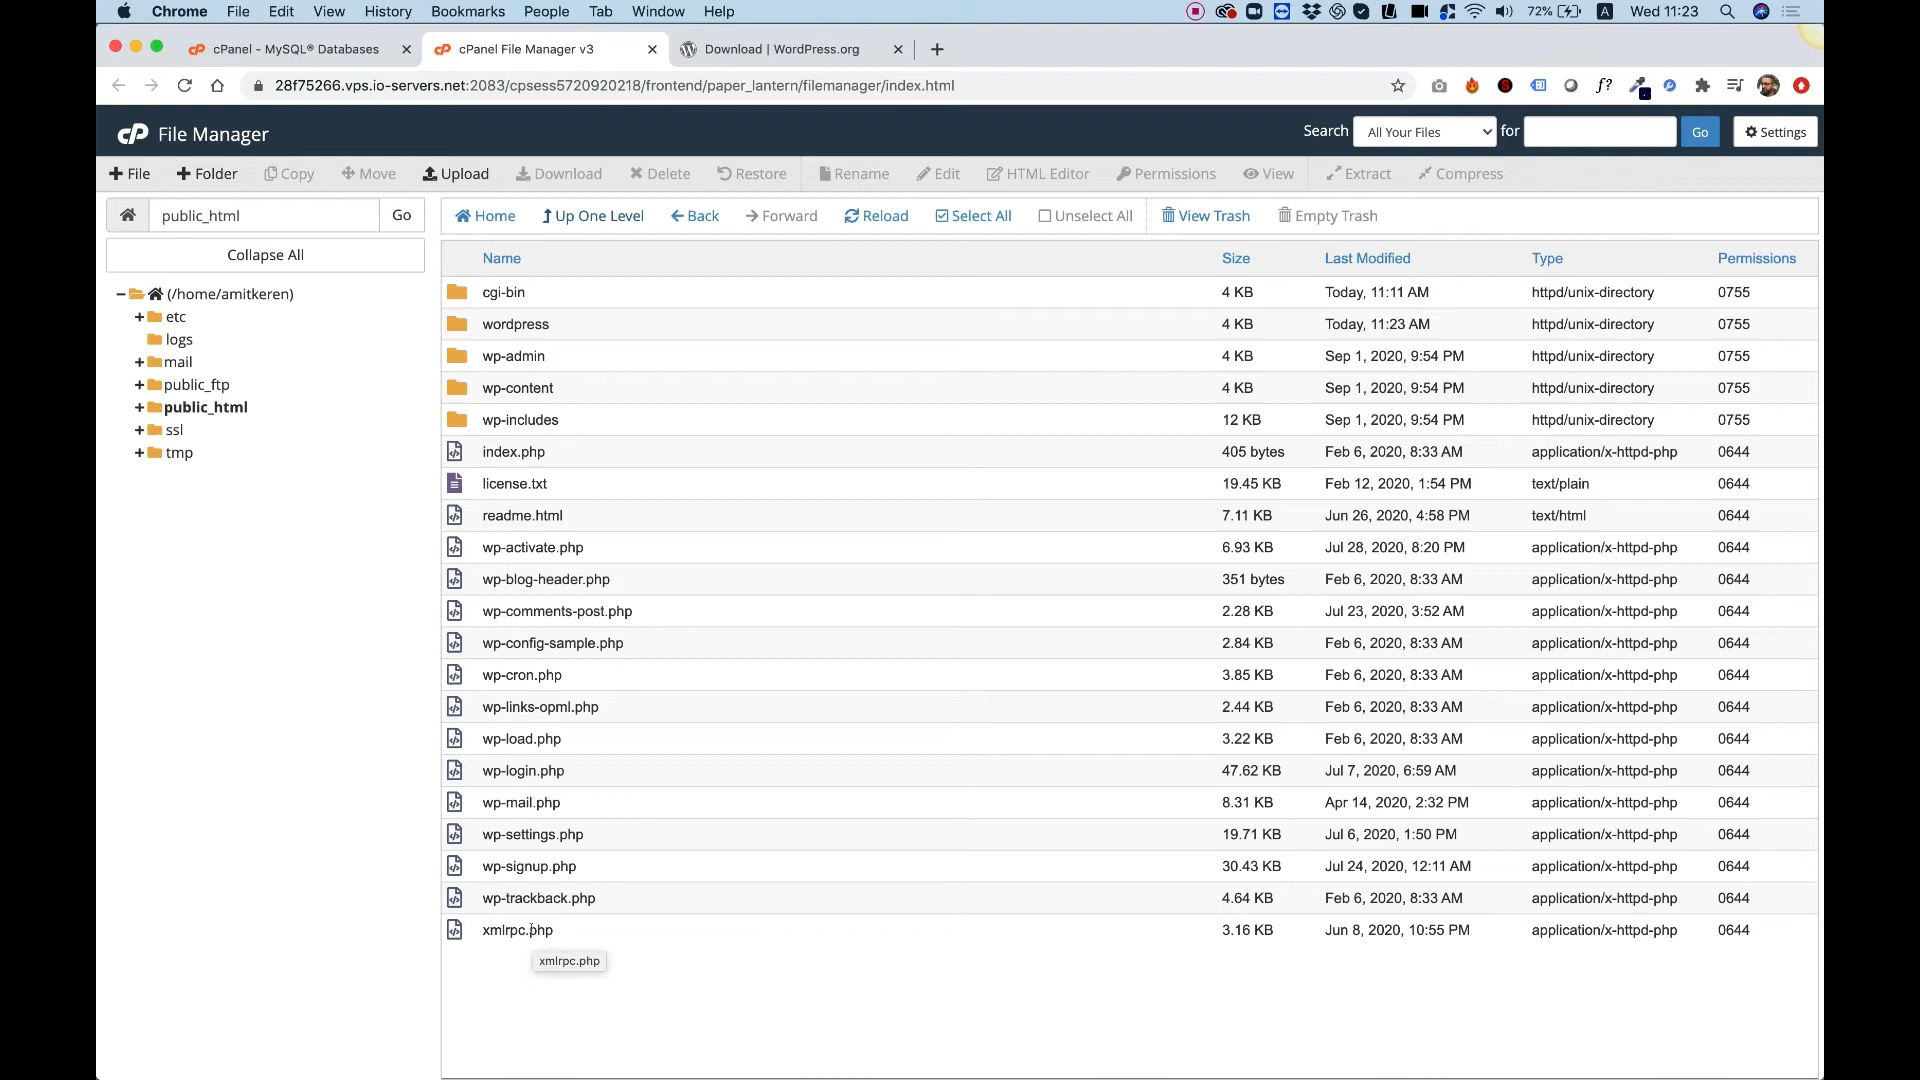 Chrome File Edit View History Bookmarks People Tab Window Help 72% A Wed 11:23
cPanel - MySQL® Databases cPanel File Manager v3 Download | WordPress.org
28f75266.vps.io-servers.net:2083/cpsess5720920218/frontend/paper_lantern/filemanager/index.html f?
cP File Manager Search All Your Files for Go Settings
File Folder Copy Move Upload Download Delete Restore Rename Edit HTML Editor Permissions View Extract Compress
public_html Go Home Up One Level Back Forward Reload Select All Unselect All View Trash Empty Trash
Collapse All
(/home/amitkeren)
etc
logs
mail
public_ftp
public_html
ssl
tmp
Name Size Last Modified Type Permissions
cgi-bin 4 KB Today, 11:11 AM httpd/unix-directory 0755
wordpress 4 KB Today, 11:23 AM httpd/unix-directory 0755
wp-admin 4 KB Sep 1, 2020, 9:54 PM httpd/unix-directory 0755
wp-content 4 KB Sep 1, 2020, 9:54 PM httpd/unix-directory 0755
wp-includes 12 KB Sep 1, 2020, 9:54 PM httpd/unix-directory 0755
index.php 405 bytes Feb 6, 2020, 8:33 AM application/x-httpd-php 0644
license.txt 19.45 KB Feb 12, 2020, 1:54 PM text/plain 0644
readme.html 7.11 KB Jun 26, 2020, 4:58 PM text/html 0644
wp-activate.php 6.93 KB Jul 28, 2020, 8:20 PM application/x-httpd-php 0644
wp-blog-header.php 351 bytes Feb 6, 2020, 8:33 AM application/x-httpd-php 0644
wp-comments-post.php 2.28 KB Jul 23, 2020, 3:52 AM application/x-httpd-php 0644
wp-config-sample.php 2.84 KB Feb 6, 2020, 8:33 AM application/x-httpd-php 0644
wp-cron.php 3.85 KB Feb 6, 2020, 8:33 AM application/x-httpd-php 0644
wp-links-opml.php 2.44 KB Feb 6, 2020, 8:33 AM application/x-httpd-php 0644
wp-load.php 3.22 KB Feb 6, 2020, 8:33 AM application/x-httpd-php 0644
wp-login.php 47.62 KB Jul 7, 2020, 6:59 AM application/x-httpd-php 0644
wp-mail.php 8.31 KB Apr 14, 2020, 2:32 PM application/x-httpd-php 0644
wp-settings.php 19.71 KB Jul 6, 2020, 1:50 PM application/x-httpd-php 0644
wp-signup.php 30.43 KB Jul 24, 2020, 12:11 AM application/x-httpd-php 0644
wp-trackback.php 4.64 KB Feb 6, 2020, 8:33 AM application/x-httpd-php 0644
xmlrpc.php 3.16 KB Jun 8, 2020, 10:55 PM application/x-httpd-php 0644
xmlrpc.php